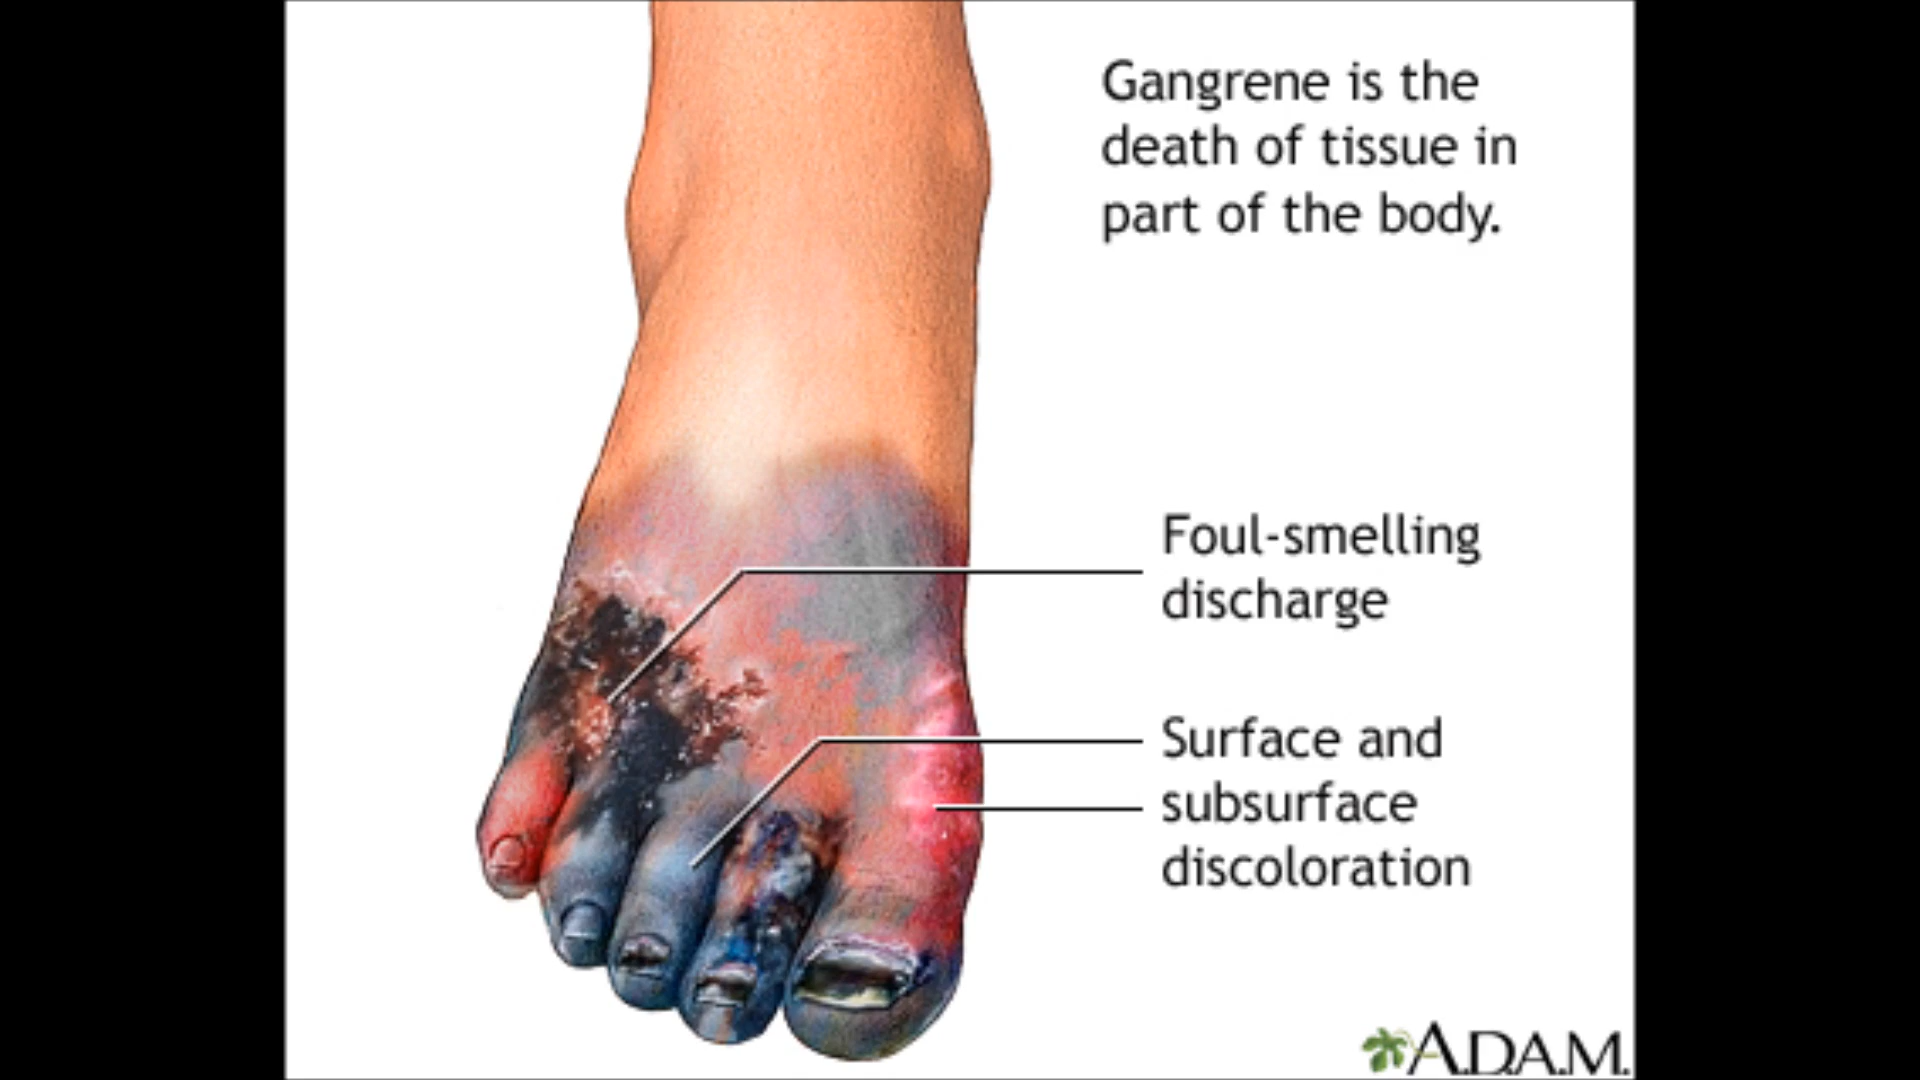 Gangrene is the
death of tissue in
part of the body.
Foul-smelling
discharge
Surface and
subsurface
discoloration
A.D.A.M.